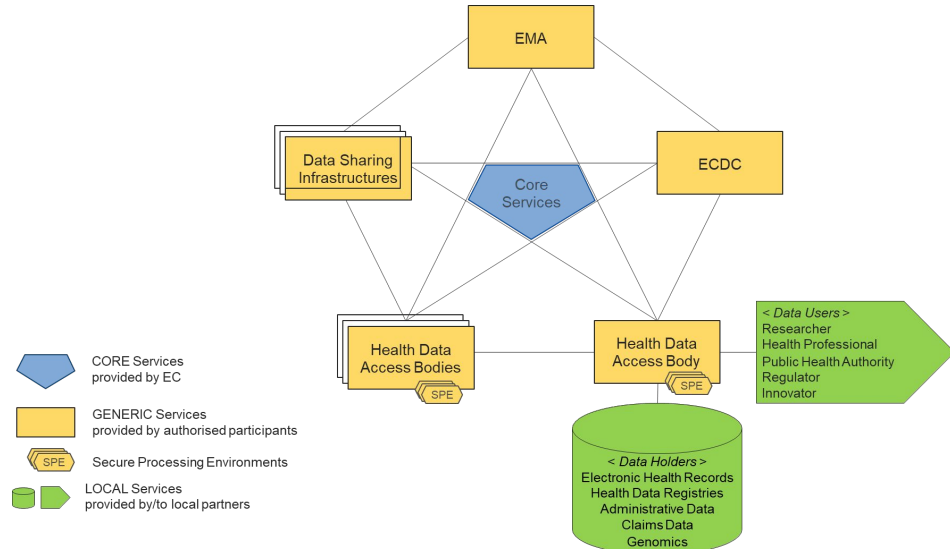 EMA
Data Sharing
Infrastructures
ECDC
Core
Services
Health Data
Access Bodies
SPE
Health Data
Access Body
SPE
< Data Users >
Researcher
Health Professional
Public Health Authority
Regulator
Innovator
< Data Holders >
Electronic Health Records
Health Data Registries
Administrative Data
Claims Data
Genomics
CORE Services
provided by EC
GENERIC Services
provided by authorised participants
SPE
Secure Processing Environments
LOCAL Services
provided by/to local partners